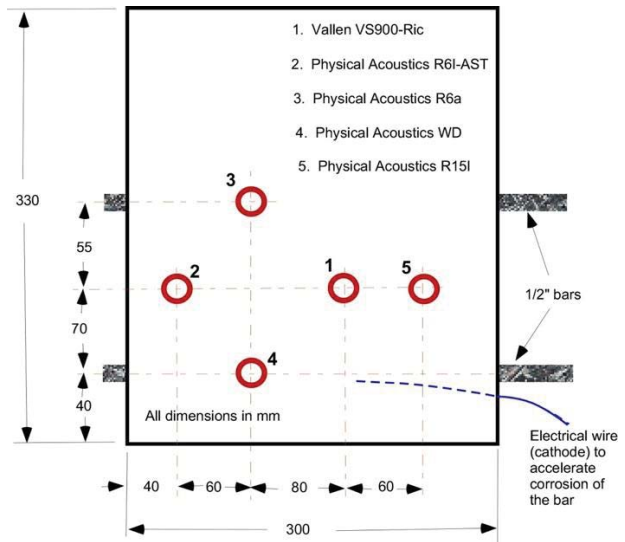 1. Vallen VS900-Ric
2. Physical Acoustics R6I-AST
3. Physical Acoustics R6a
4. Physical Acoustics WD
5. Physical Acoustics R15I
3
330
55
2
1
5
1/2" bars
70
4
40
All dimensions in mm
Electrical wire
(cathode) to
accelerate
corrosion of
the bar
40
60
80
60
300